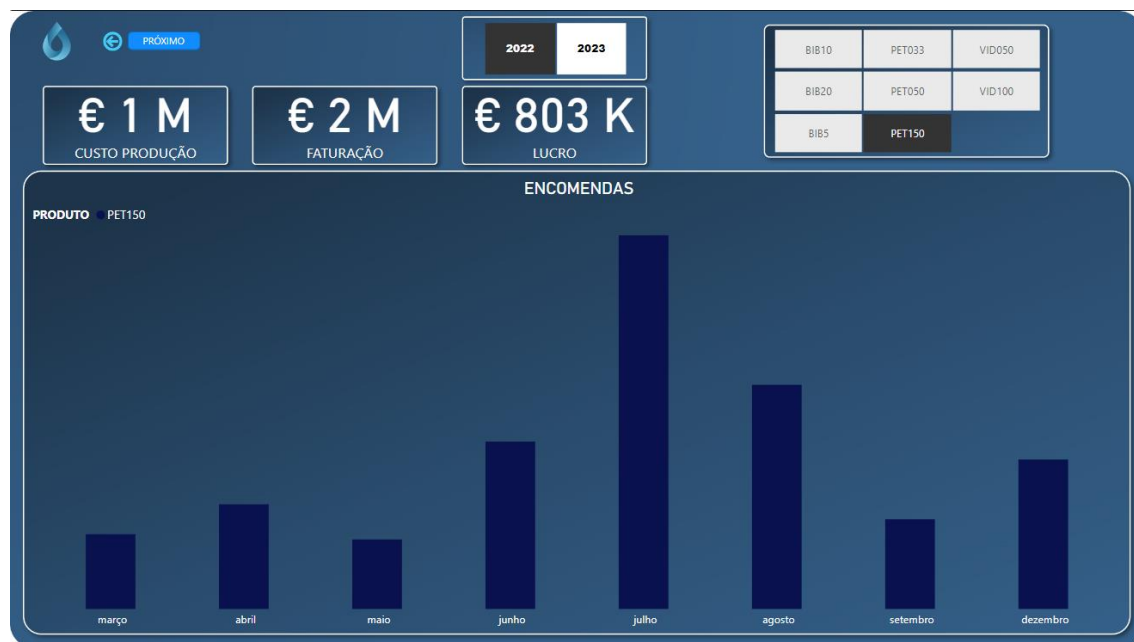 PRÓXIMO
2022 2023
BIB10 PET033 VID050
BIB20 PET050 VID100
BIB5 PET150
€ 1 M
CUSTO PRODUÇÃO
€ 2 M
FATURAÇÃO
€ 803 K
LUCRO
ENCOMENDAS
PRODUTO PET150
março abril maio junho julho agosto setembro dezembro